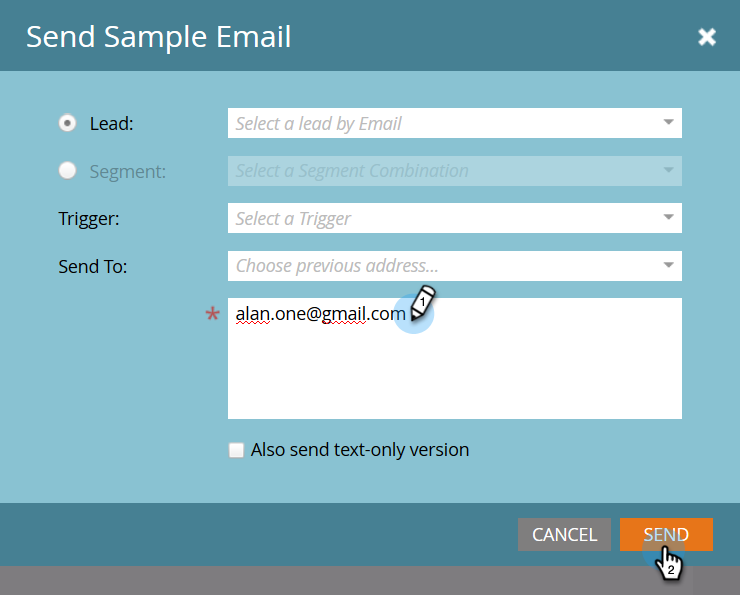 Send Sample Email
Lead:
Select a lead by Email
Segment:
Select a Segment Combination
Trigger:
Select a Trigger
Send To:
Choose previous address...
* alan.one@gmail.com
1
Also send text-only version
CANCEL
SEND
2